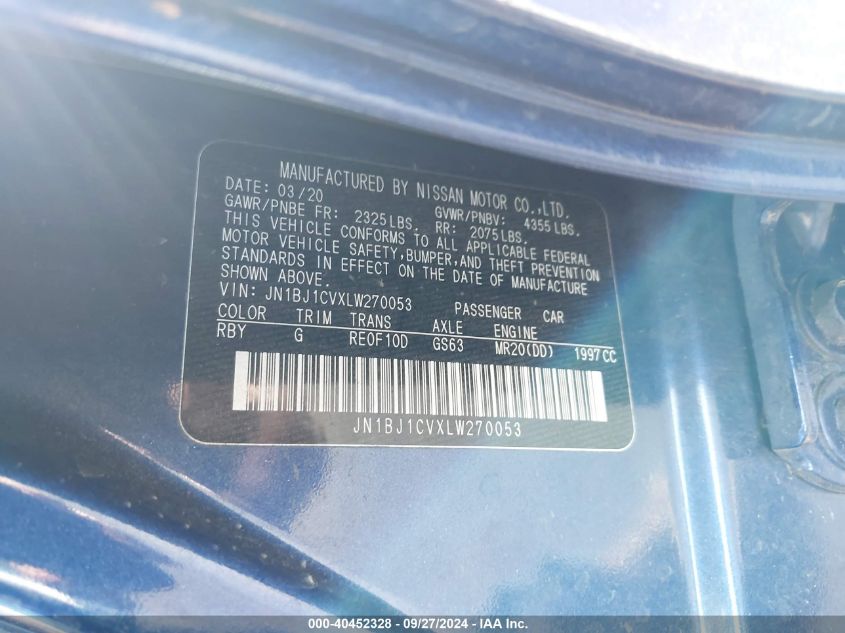 MANUFACTURED BY NISSAN MOTOR CO.,LTD.
DATE: 03/20
GAWR/PNBE FR: 2325LBS. GVWR/PNBV: 4355 LBS.
RR: 2075LBS.
THIS VEHICLE CONFORMS TO ALL APPLICABLE FEDERAL
MOTOR VEHICLE SAFETY,BUMPER,AND THEFT PREVENTION
STANDARDS IN EFFECT ON THE DATE OF MANUFACTURE
SHOWN ABOVE.
VIN: JN1BJ1CVXLW270053 PASSENGER CAR
COLOR TRIM TRANS AXLE ENGINE
RBY G RE0F10D GS63 MR20(DD) 1997CC
JN1BJ1CVXLW270053
000-40452328 - 09/27/2024 - IAA Inc.